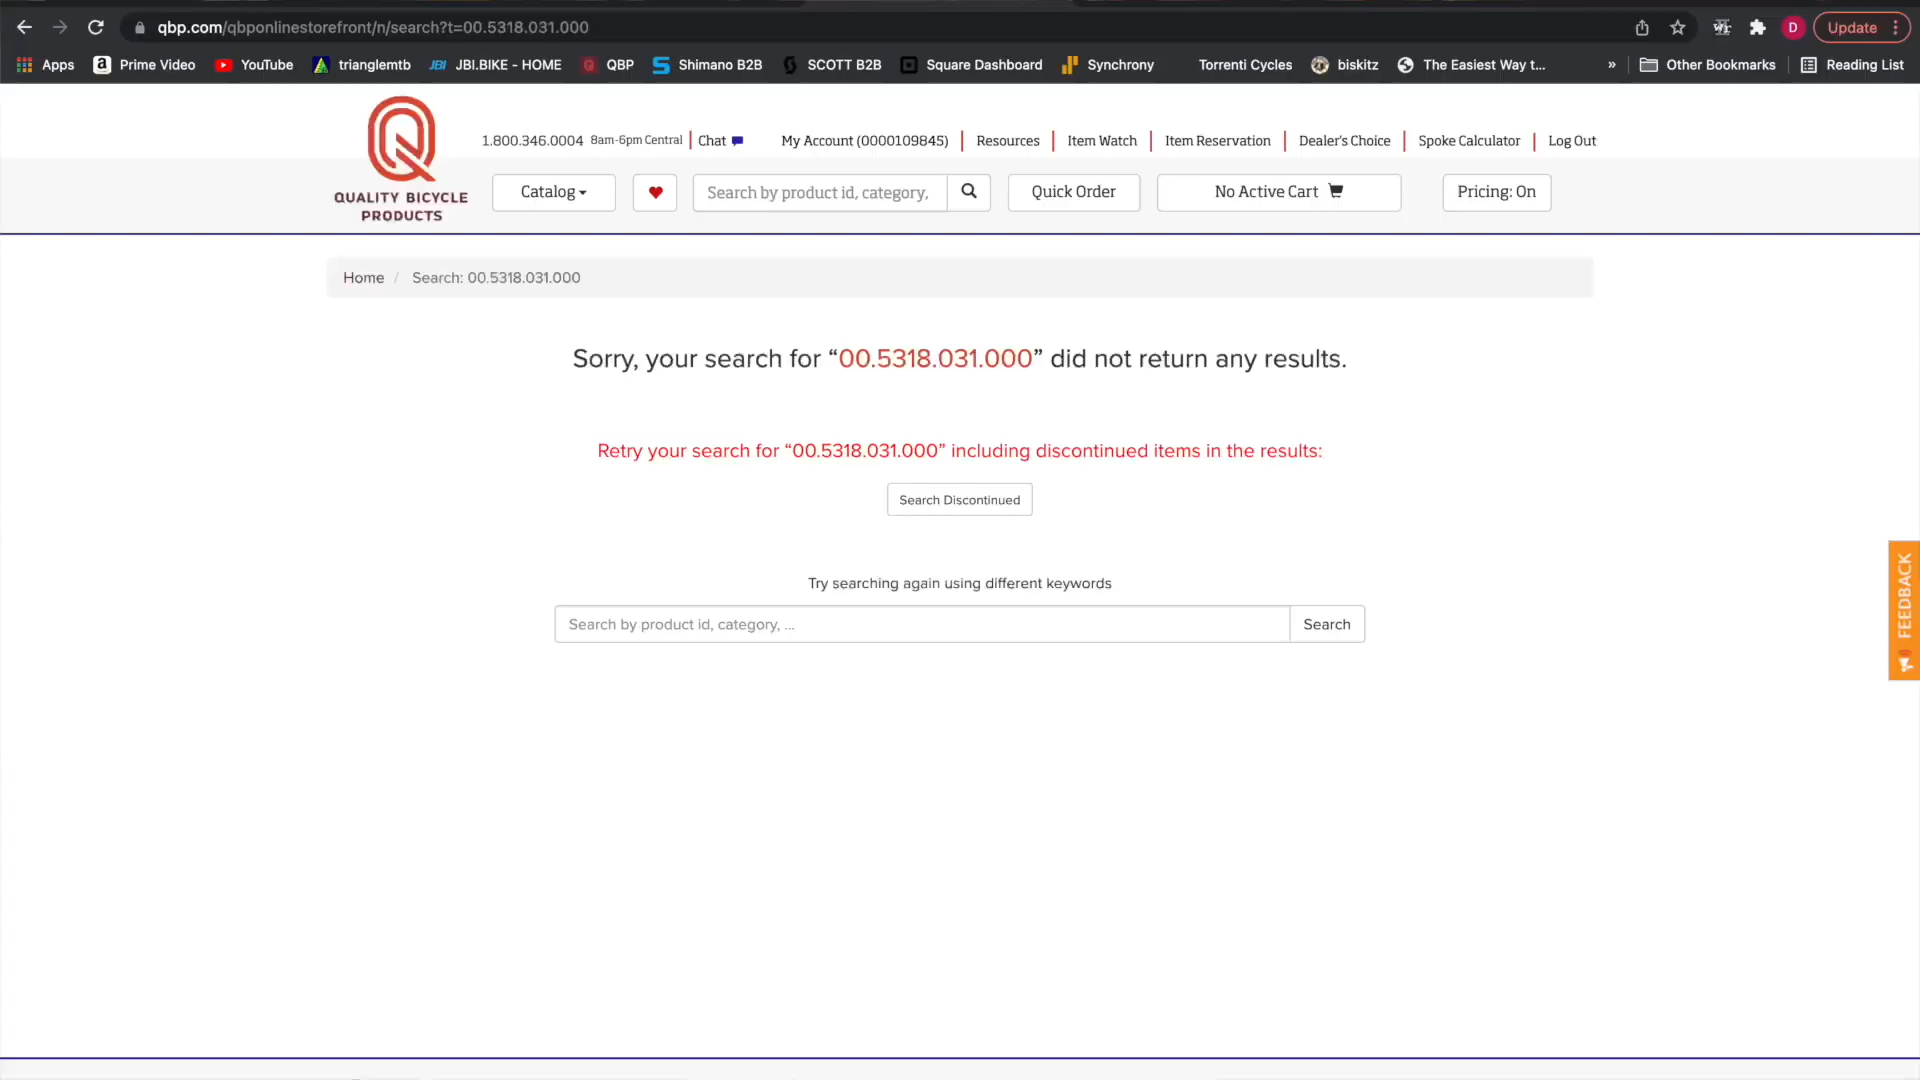 qbp.com/qbponlinestorefront/n/search?t=00.5318.031.000
D
Update
Apps
Prime Video
YouTube
trianglemtb
JBI JBI.BIKE - HOME
QBP
Shimano B2B
SCOTT B2B
Square Dashboard
Synchrony
Torrenti Cycles
biskitz
The Easiest Way t...
»
Other Bookmarks
Reading List
QUALITY BICYCLE
PRODUCTS
1.800.346.0004 8am-6pm Central
Chat
My Account (0000109845)
Resources
Item Watch
Item Reservation
Dealer's Choice
Spoke Calculator
Log Out
Catalog
Search by product id, category,
Quick Order
No Active Cart
Pricing: On
Home / Search: 00.5318.031.000
Sorry, your search for “00.5318.031.000” did not return any results.
Retry your search for “00.5318.031.000” including discontinued items in the results:
Search Discontinued
Try searching again using different keywords
Search by product id, category, ...
Search
FEEDBACK